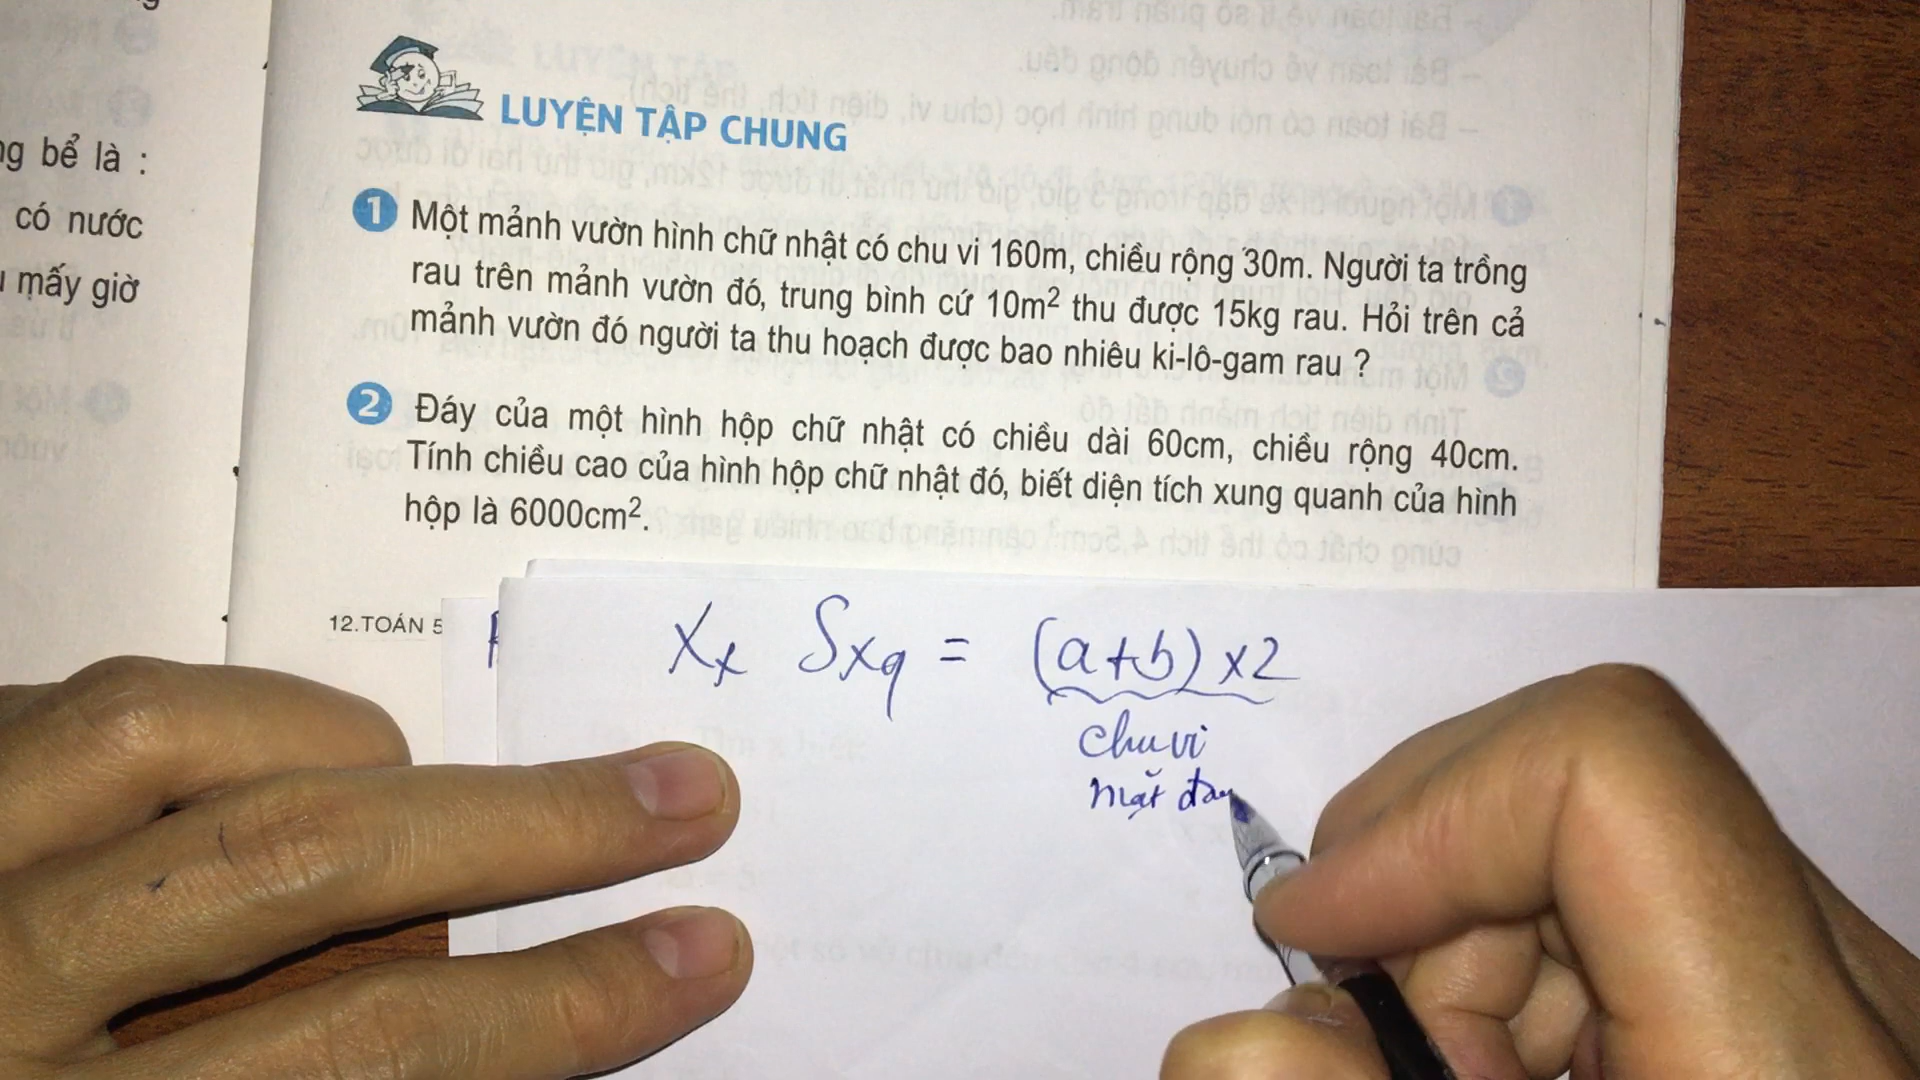 ng bể là :
có nước
mấy giờ
LUYỆN TẬP CHUNG
1 Một mảnh vườn hình chữ nhật có chu vi 160m, chiều rộng 30m. Người ta trồng
rau trên mảnh vườn đó, trung bình cứ 10m² thu được 15kg rau. Hỏi trên cả
mảnh vườn đó người ta thu hoạch được bao nhiêu ki-lô-gam rau ?
2 Đáy của một hình hộp chữ nhật có chiều dài 60cm, chiều rộng 40cm.
Tính chiều cao của hình hộp chữ nhật đó, biết diện tích xung quanh của hình
hộp là 6000cm².
12.TOÁN 5
Xx Sxq = (a+b) x2
chu vi
mặt đáy